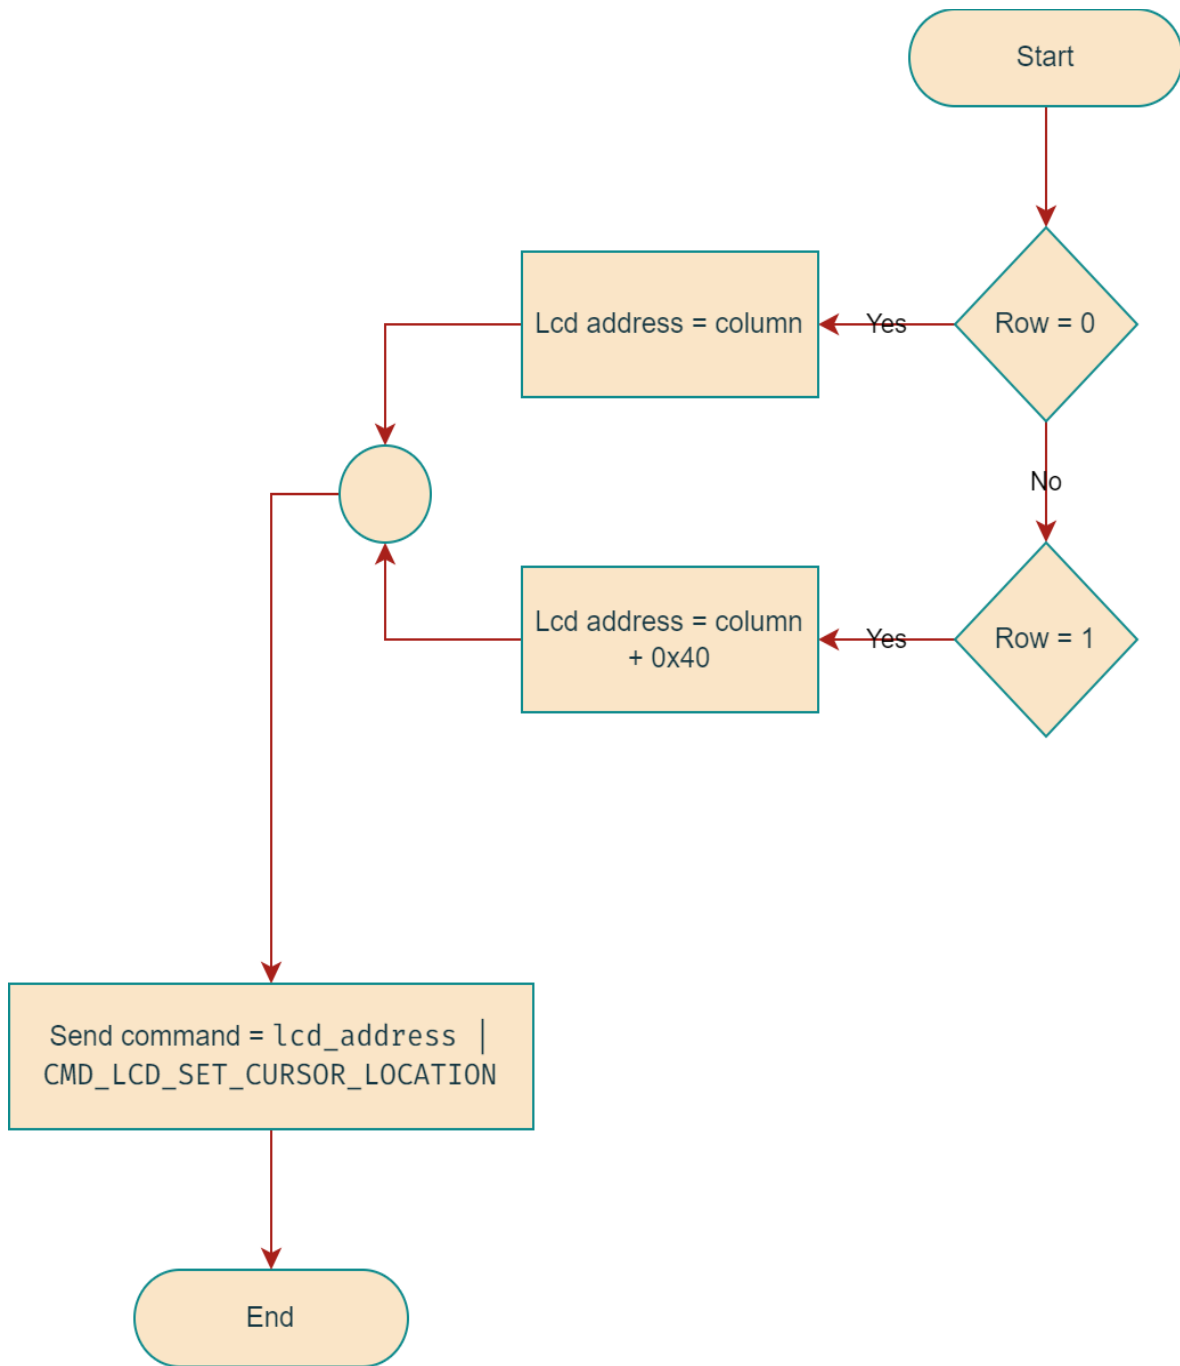 Start
Row = 0
Yes
Lcd address = column
No
Row = 1
Yes
Lcd address = column
+ 0x40
Send command = lcd_address |
CMD_LCD_SET_CURSOR_LOCATION
End